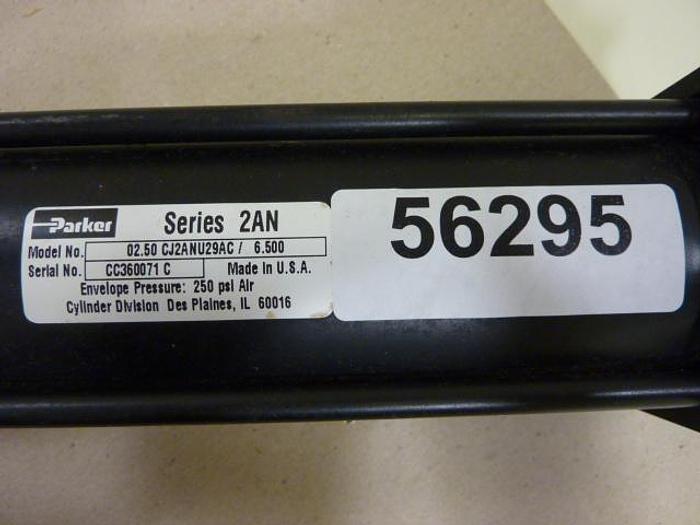 Parker Series 2AN
Model No. 02.50 CJ2ANU29AC / 6.500
Serial No. CC360071 C Made In U.S.A.
Envelope Pressure: 250 psi Air
Cylinder Division Des Plaines, IL 60016
56295